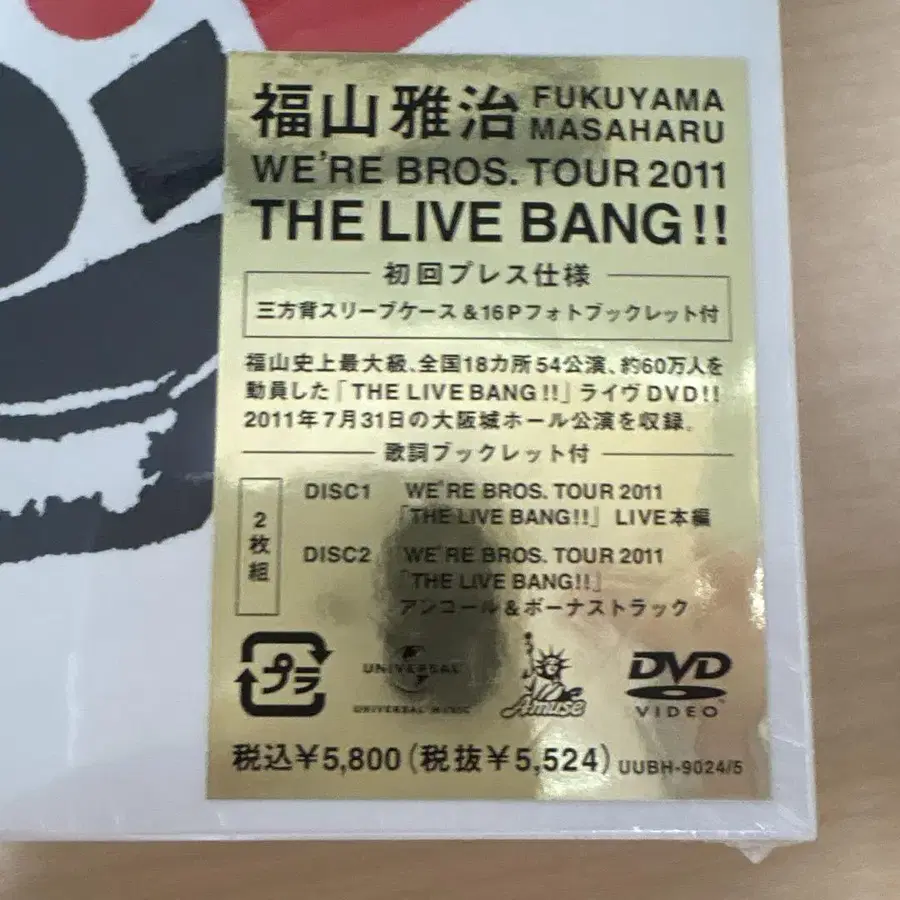 福山雅治 FUKUYAMA MASAHARU
WE'RE BROS. TOUR 2011
THE LIVE BANG!!
初回プレス仕様
三方背スリーブケース&16Pフォトブックレット付
福山史上最大級、全国18カ所54公演、約60万人を
動員した「THE LIVE BANG!!」ライヴDVD!!
2011年7月31日の大阪城ホール公演を収録。
歌詞ブックレット付
2枚組
DISC1 WE'RE BROS. TOUR 2011
「THE LIVE BANG!!」 LIVE本編
DISC2 WE'RE BROS. TOUR 2011
「THE LIVE BANG!!」
アンコール&ボーナストラック
プラ
UNIVERSAL
UNIVERSAL MUSIC
Amuse
DVD
VIDEO
税込¥5,800(税抜¥5,524) UUBH-9024/5